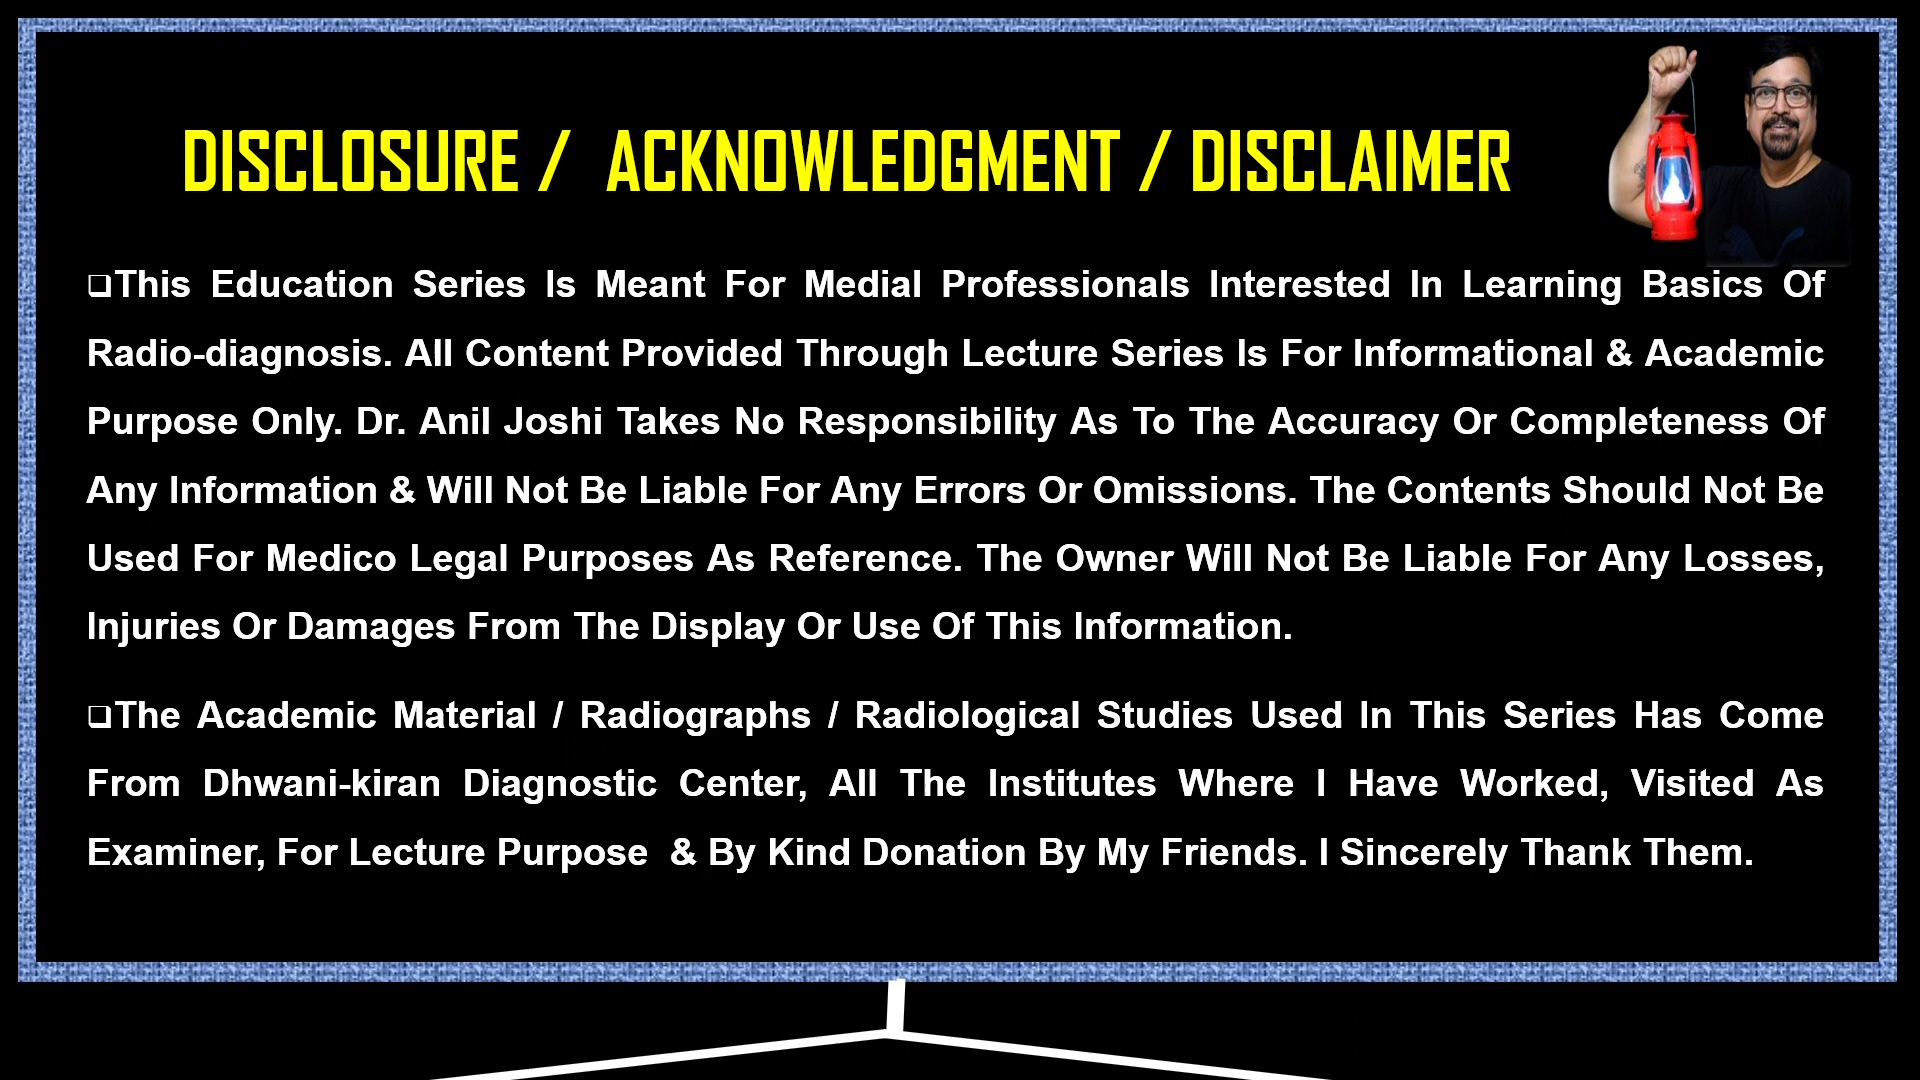 DISCLOSURE / ACKNOWLEDGMENT / DISCLAIMER
❑This Education Series Is Meant For Medial Professionals Interested In Learning Basics Of
Radio-diagnosis. All Content Provided Through Lecture Series Is For Informational & Academic
Purpose Only. Dr. Anil Joshi Takes No Responsibility As To The Accuracy Or Completeness Of
Any Information & Will Not Be Liable For Any Errors Or Omissions. The Contents Should Not Be
Used For Medico Legal Purposes As Reference. The Owner Will Not Be Liable For Any Losses,
Injuries Or Damages From The Display Or Use Of This Information.
❑The Academic Material / Radiographs / Radiological Studies Used In This Series Has Come
From Dhwani-kiran Diagnostic Center, All The Institutes Where I Have Worked, Visited As
Examiner, For Lecture Purpose & By Kind Donation By My Friends. I Sincerely Thank Them.